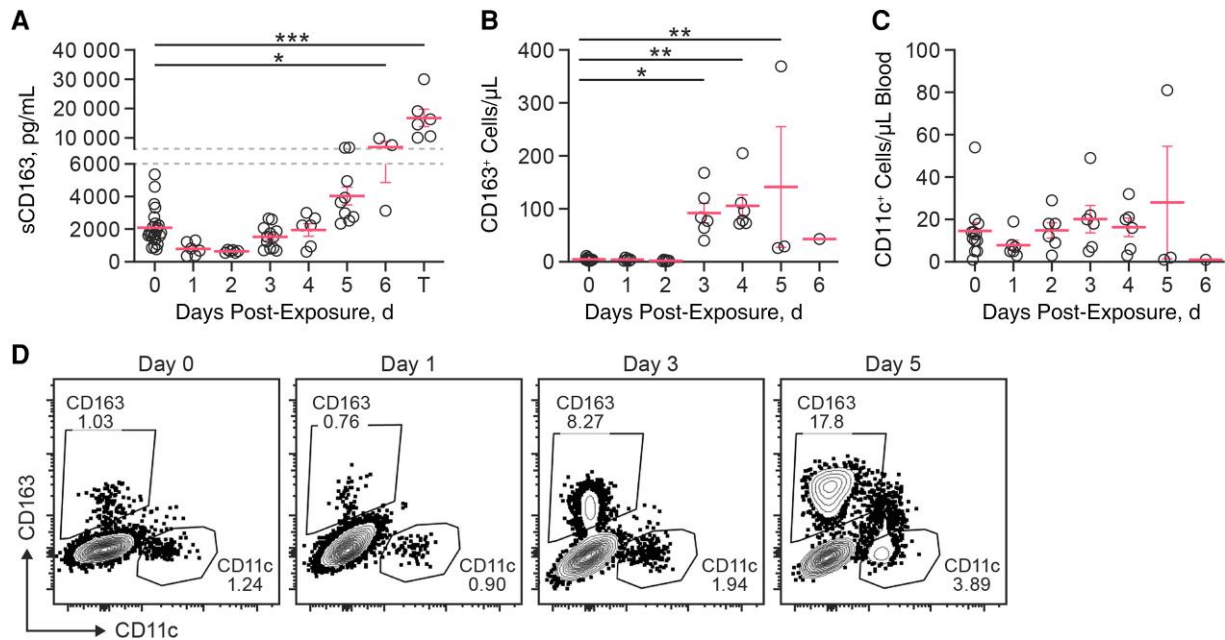 A
sCD163, pg/mL
40 000
30 000
20 000
10 000
6000
4000
2000
0
***
*
0 1 2 3 4 5 6 T
Days Post-Exposure, d
B
CD163⁺ Cells/μL
400
300
200
100
0
**
**
*
0 1 2 3 4 5 6
Days Post-Exposure, d
C
CD11c⁺ Cells/μL Blood
100
80
60
40
20
0
0 1 2 3 4 5 6
Days Post-Exposure, d
D
Day 0
CD163
1.03
CD11c
1.24
Day 1
CD163
0.76
CD11c
0.90
Day 3
CD163
8.27
CD11c
1.94
Day 5
CD163
17.8
CD11c
3.89
CD163
CD11c